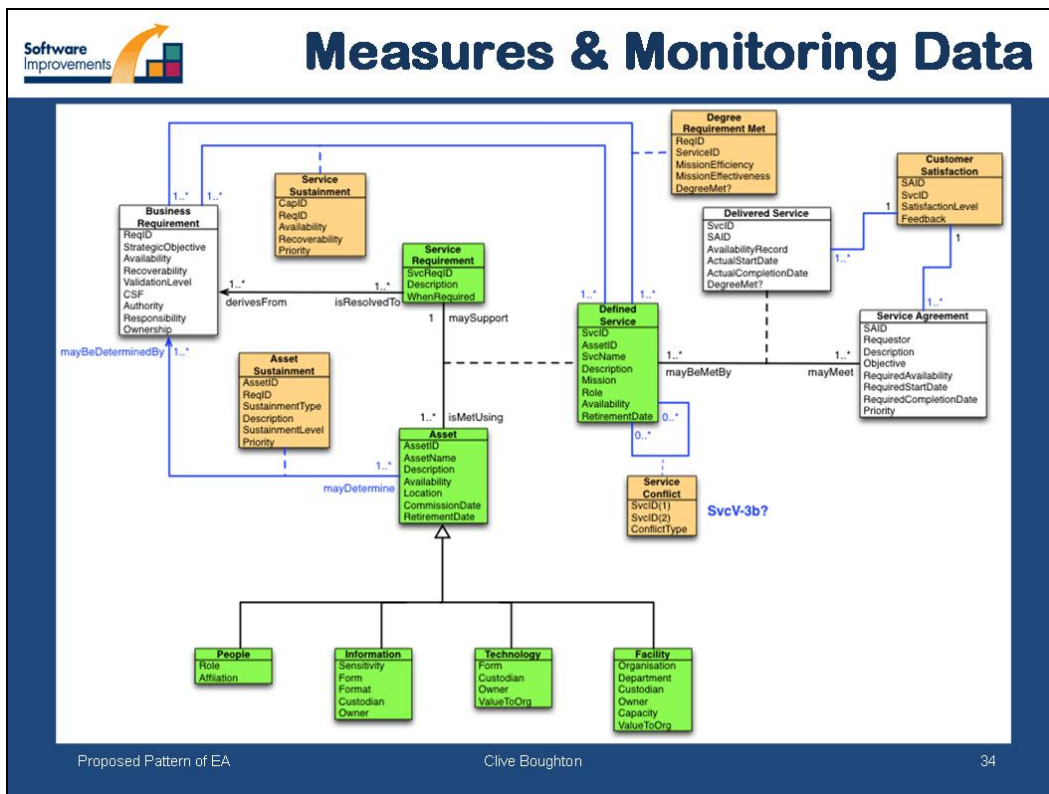 Software
Improvements
Measures & Monitoring Data
Degree
Requirement Met
ReqID
ServiceID
MissionEfficiency
MissionEffectiveness
DegreeMet?
Customer
Satisfaction
SAID
SvcID
SatisfactionLevel
Feedback
Service
Sustainment
CapID
ReqID
Availability
Recoverability
Priority
1..*
1..*
Business
Requirement
ReqID
StrategicObjective
Availability
Recoverability
ValidationLevel
CSF
Authority
Responsibility
Ownership
Delivered Service
SvcID
SAID
AvailabilityRecord
ActualStartDate
ActualCompletionDate
DegreeMet?
1
1..*
1
1..*
Service
Requirement
SvcReqID
Description
WhenRequired
1..*
derivesFrom
1..*
isResolvedTo
1
maySupport
1..*
1..*
Defined
Service
SvcID
AssetID
SvcName
Description
Mission
Role
Availability
RetirementDate
Service Agreement
SAID
Requestor
Description
Objective
RequiredAvailability
RequiredStartDate
RequiredCompletionDate
Priority
1..*
mayBeMetBy
1..*
mayMeet
mayBeDeterminedBy
1..*
Asset
Sustainment
AssetID
ReqID
SustainmentType
Description
SustainmentLevel
Priority
1..*
isMetUsing
0..*
0..*
Asset
AssetID
AssetName
Description
Availability
Location
CommissionDate
RetirementDate
1..*
mayDetermine
Service
Conflict
SvcID(1)
SvcID(2)
ConflictType
SvcV-3b?
People
Role
Affiliation
Information
Sensitivity
Form
Format
Custodian
Owner
Technology
Form
Custodian
Owner
ValueToOrg
Facility
Organisation
Department
Custodian
Owner
Capacity
ValueToOrg
Proposed Pattern of EA
Clive Boughton
34